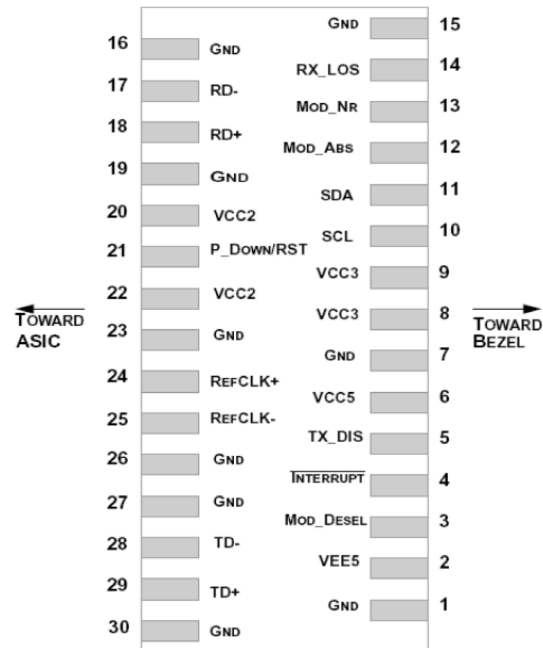 GND 15
16 GND
RX_LOS 14
17 RD-
MOD_NR 13
18 RD+
MOD_ABS 12
19 GND
SDA 11
20 VCC2
SCL 10
21 P_DOWN/RST
VCC3 9
22 VCC2
VCC3 8
TOWARD ASIC
TOWARD BEZEL
23 GND
GND 7
24 REFCLK+
VCC5 6
25 REFCLK-
TX_DIS 5
26 GND
INTERRUPT 4
27 GND
MOD_DESEL 3
28 TD-
VEE5 2
29 TD+
GND 1
30 GND